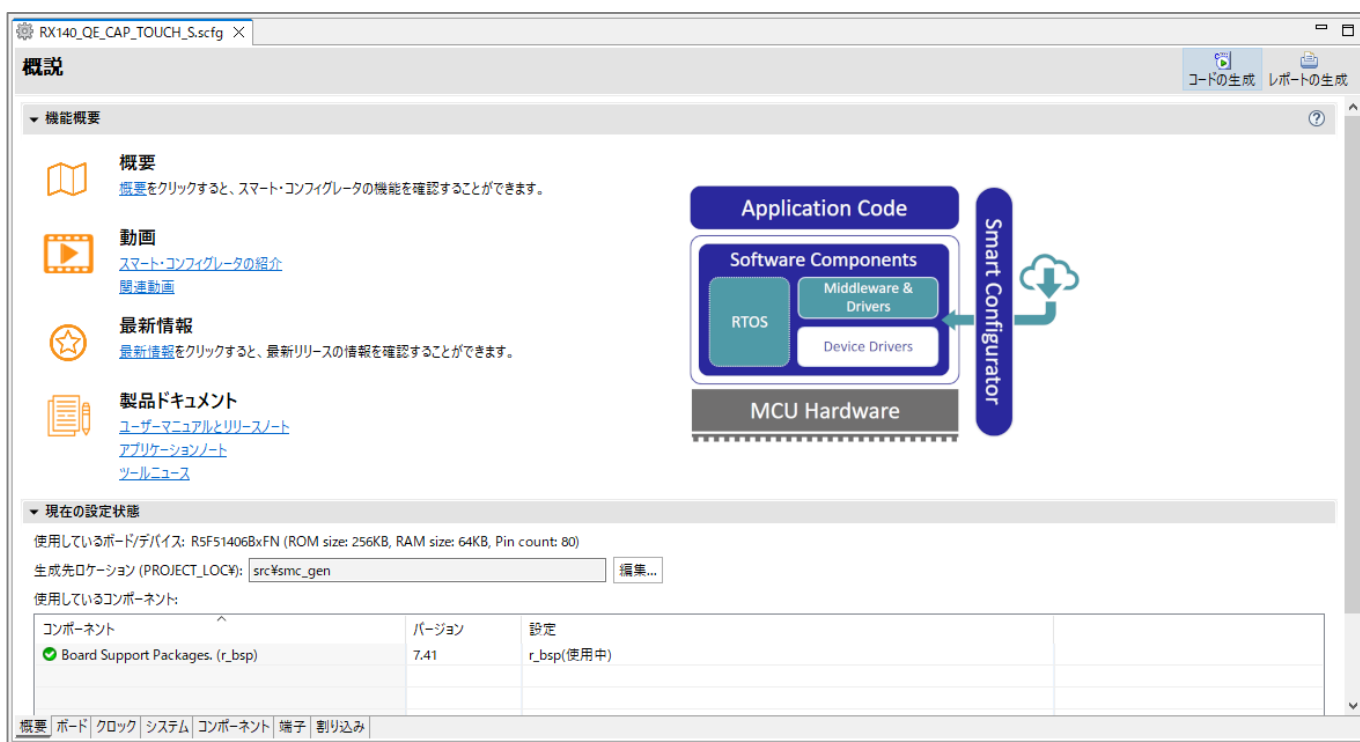 RX140_QE_CAP_TOUCH_S.scfg
概説
コードの生成 レポートの生成
機能概要
概要
概要をクリックすると、スマート・コンフィグレータの機能を確認することができます。
動画
スマート・コンフィグレータの紹介
関連動画
最新情報
最新情報をクリックすると、最新リリースの情報を確認することができます。
製品ドキュメント
ユーザーマニュアルとリリースノート
アプリケーションノート
ツールニュース
Application Code
Software Components
RTOS
Middleware &
Drivers
Device Drivers
MCU Hardware
Smart Configurator
現在の設定状態
使用しているボード/デバイス: R5F51406BxFN (ROM size: 256KB, RAM size: 64KB, Pin count: 80)
生成先ロケーション (PROJECT_LOC¥): src¥smc_gen 編集...
使用しているコンポーネント:
コンポーネント バージョン 設定
Board Support Packages. (r_bsp) 7.41 r_bsp(使用中)
概要 ボード クロック システム コンポーネント 端子 割り込み